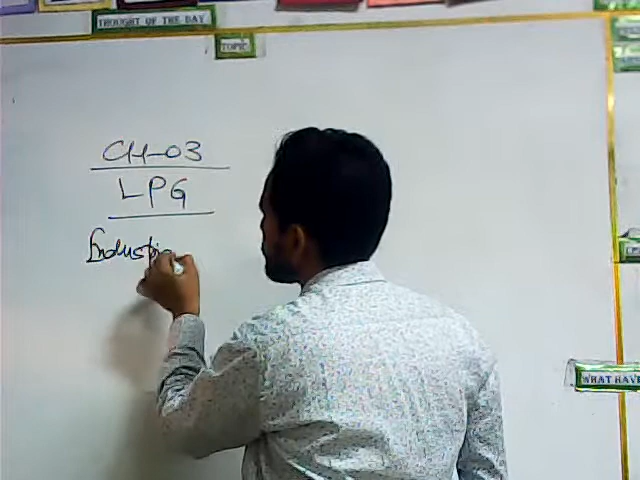 THOUGHT OF THE DAY
TOPIC
CH-03
LPG
WHAT HAVE